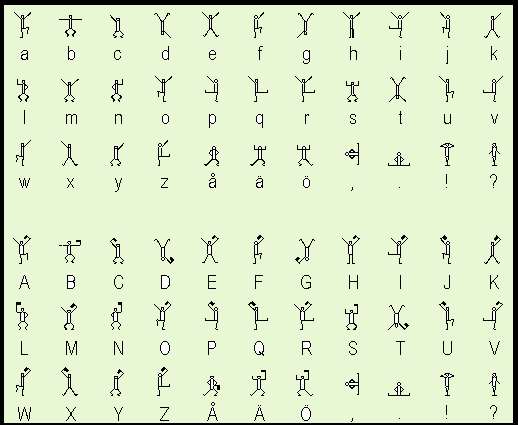 a b c d e f g h i j k
l m n o p q r s t u v
w x y z å ä ö , . ! ?
A B C D E F G H I J K
L M N O P Q R S T U V
W X Y Z Å Ä Ö , . ! ?